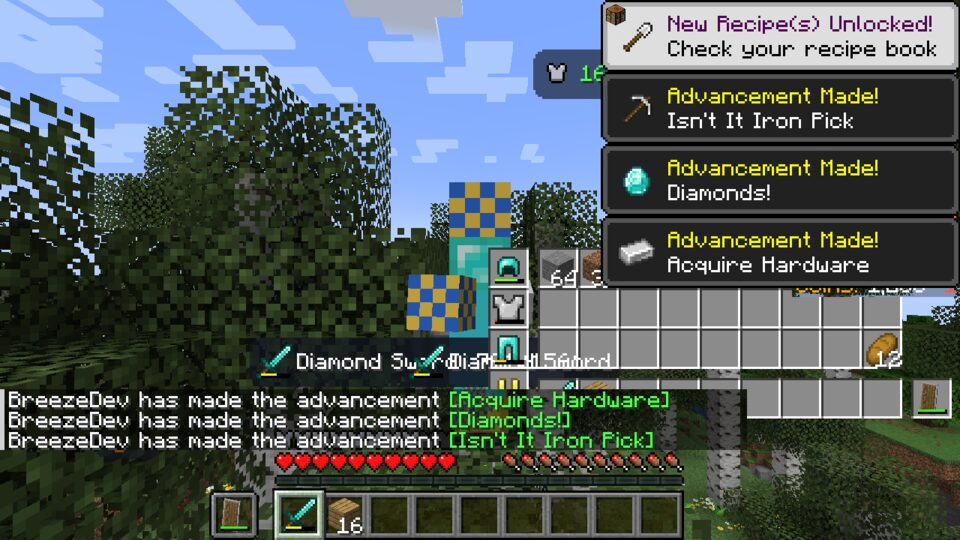 New Recipe(s) Unlocked!
Check your recipe book
16
Advancement Made!
Isn't It Iron Pick
Advancement Made!
Diamonds!
Advancement Made!
Acquire Hardware
64
12
Diamond
BreezeDev has made the advancement [Acquire Hardware]
BreezeDev has made the advancement [Diamonds!]
BreezeDev has made the advancement [Isn't It Iron Pick]
16